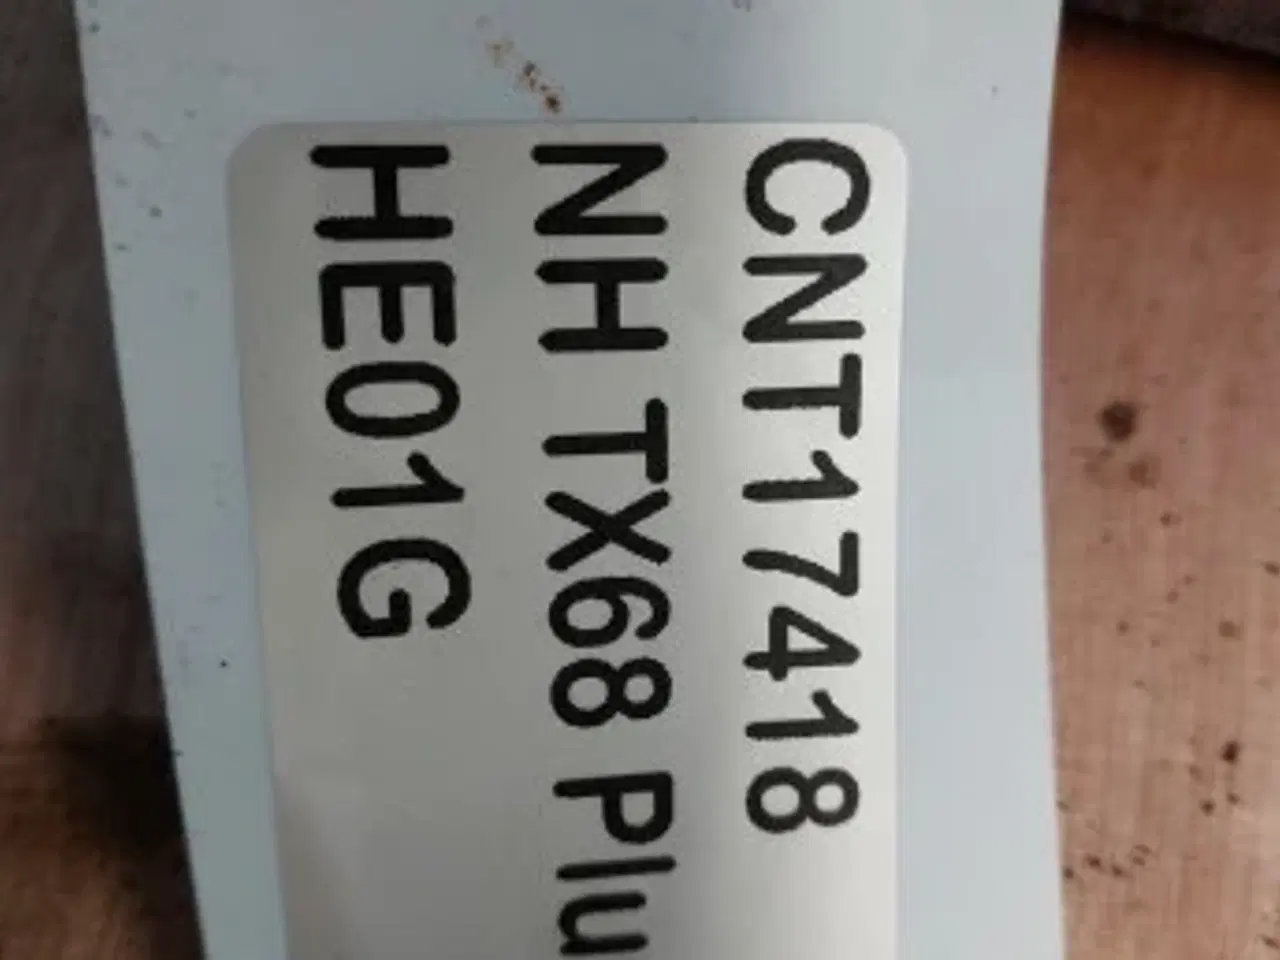 CNT17418
NH TX68 Plu
HE01G